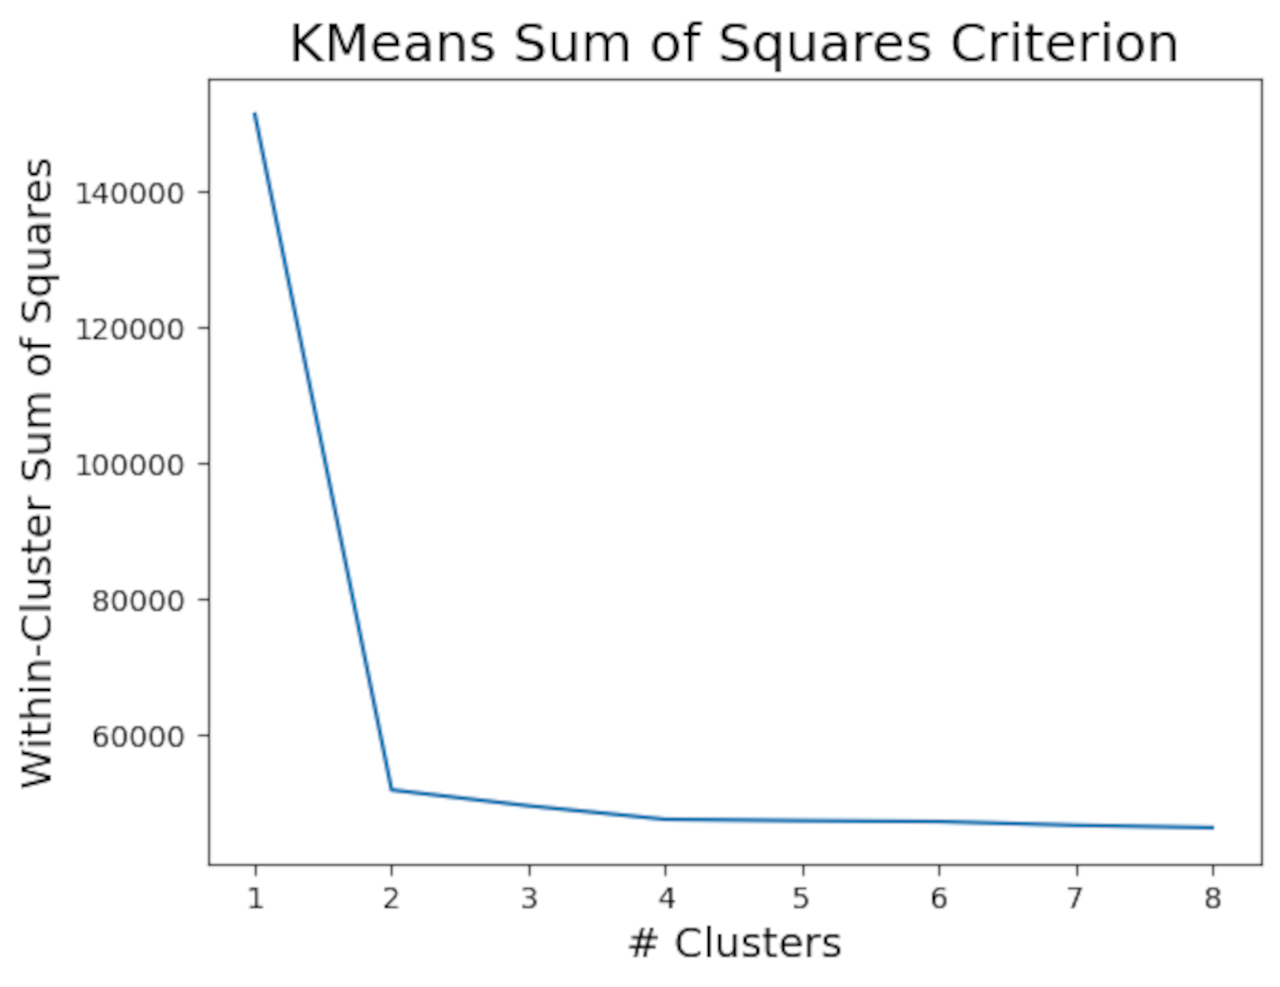 KMeans Sum of Squares Criterion
Within-Cluster Sum of Squares
140000
120000
100000
80000
60000
1 2 3 4 5 6 7 8
# Clusters